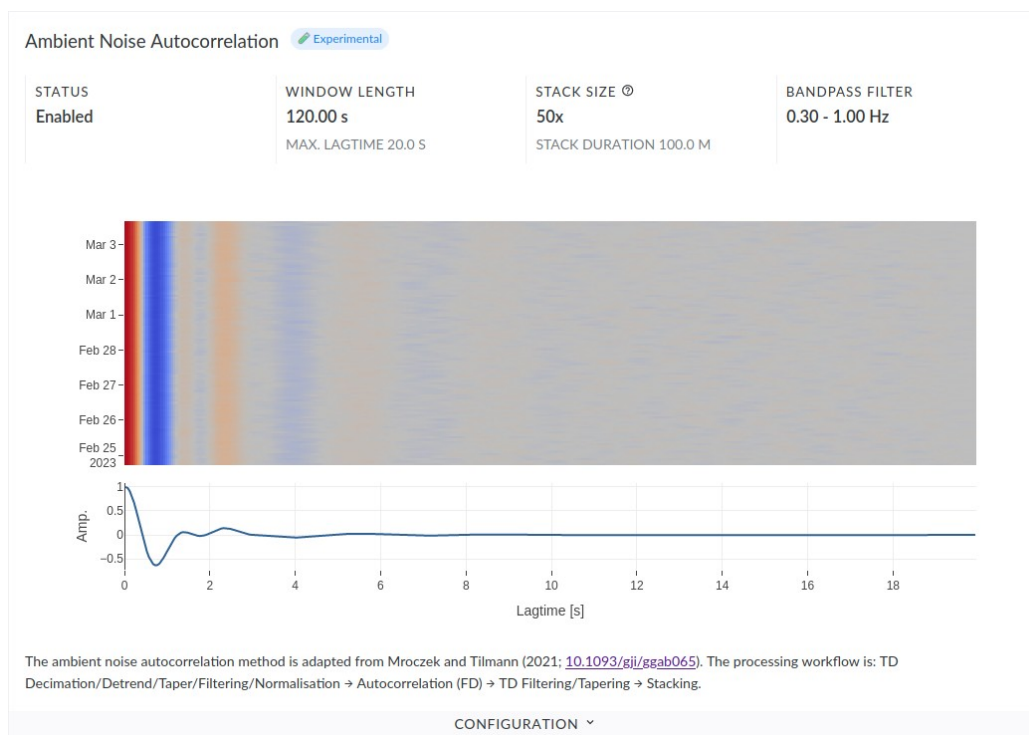 Ambient Noise Autocorrelation Experimental
STATUS WINDOW LENGTH STACK SIZE BANDPASS FILTER
Enabled 120.00 s 50x 0.30 - 1.00 Hz
MAX. LAGTIME 20.0 S STACK DURATION 100.0 M
Mar 3
Mar 2
Mar 1
Feb 28
Feb 27
Feb 26
Feb 25
2023
1
0.5
0
−0.5
Amp.
0 2 4 6 8 10 12 14 16 18
Lagtime [s]
The ambient noise autocorrelation method is adapted from Mroczek and Tilmann (2021; 10.1093/gji/ggab065). The processing workflow is: TD
Decimation/Detrend/Taper/Filtering/Normalisation → Autocorrelation (FD) → TD Filtering/Tapering → Stacking.
CONFIGURATION